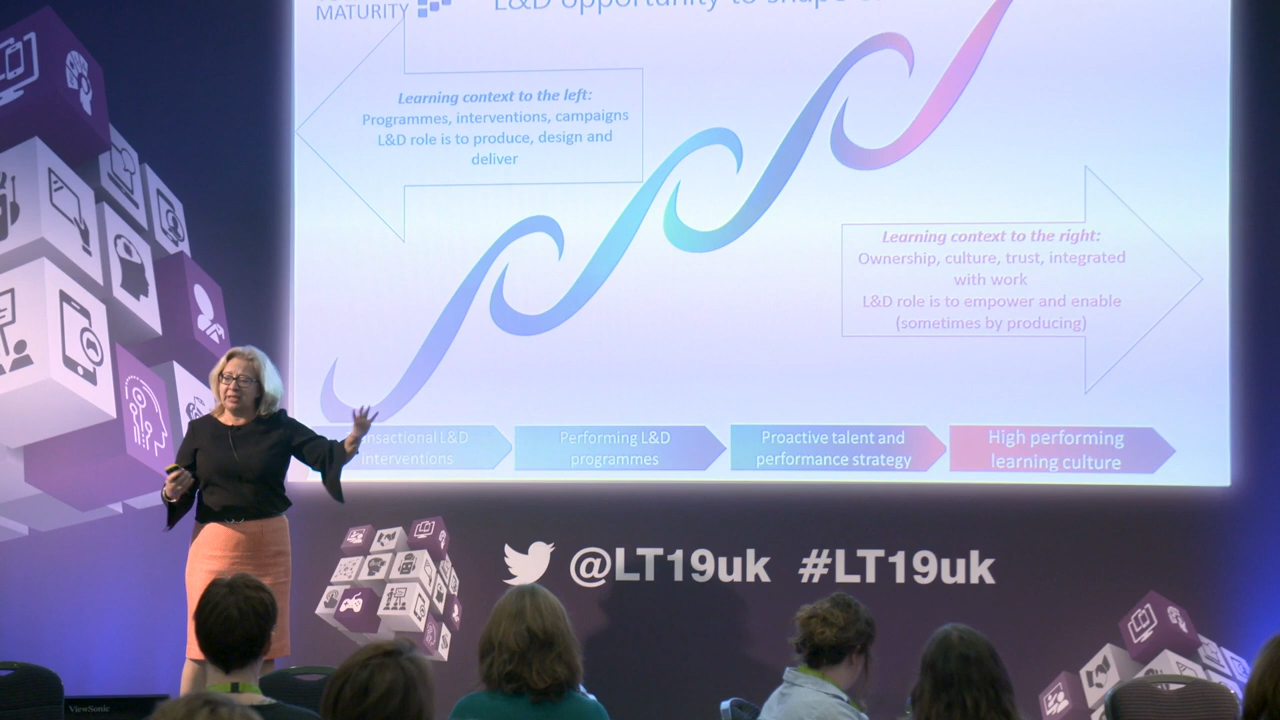 MATURITY
L&D opportunity to shape
Learning context to the left:
Programmes, interventions, campaigns
L&D role is to produce, design and
deliver
Learning context to the right:
Ownership, culture, trust, integrated
with work
L&D role is to empower and enable
(sometimes by producing)
nsactional L&D
interventions
Performing L&D
programmes
Proactive talent and
performance strategy
High performing
learning culture
@LT19uk #LT19uk
ViewSonic